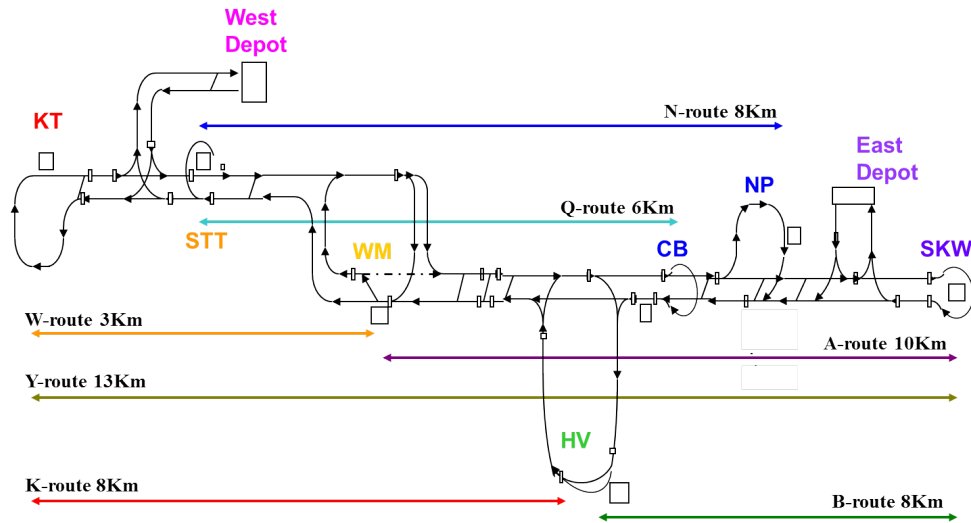 West
Depot
N-route 8Km
KT
East
Depot
NP
Q-route 6Km
STT
WM
CB
SKW
W-route 3Km
A-route 10Km
Y-route 13Km
HV
K-route 8Km
B-route 8Km